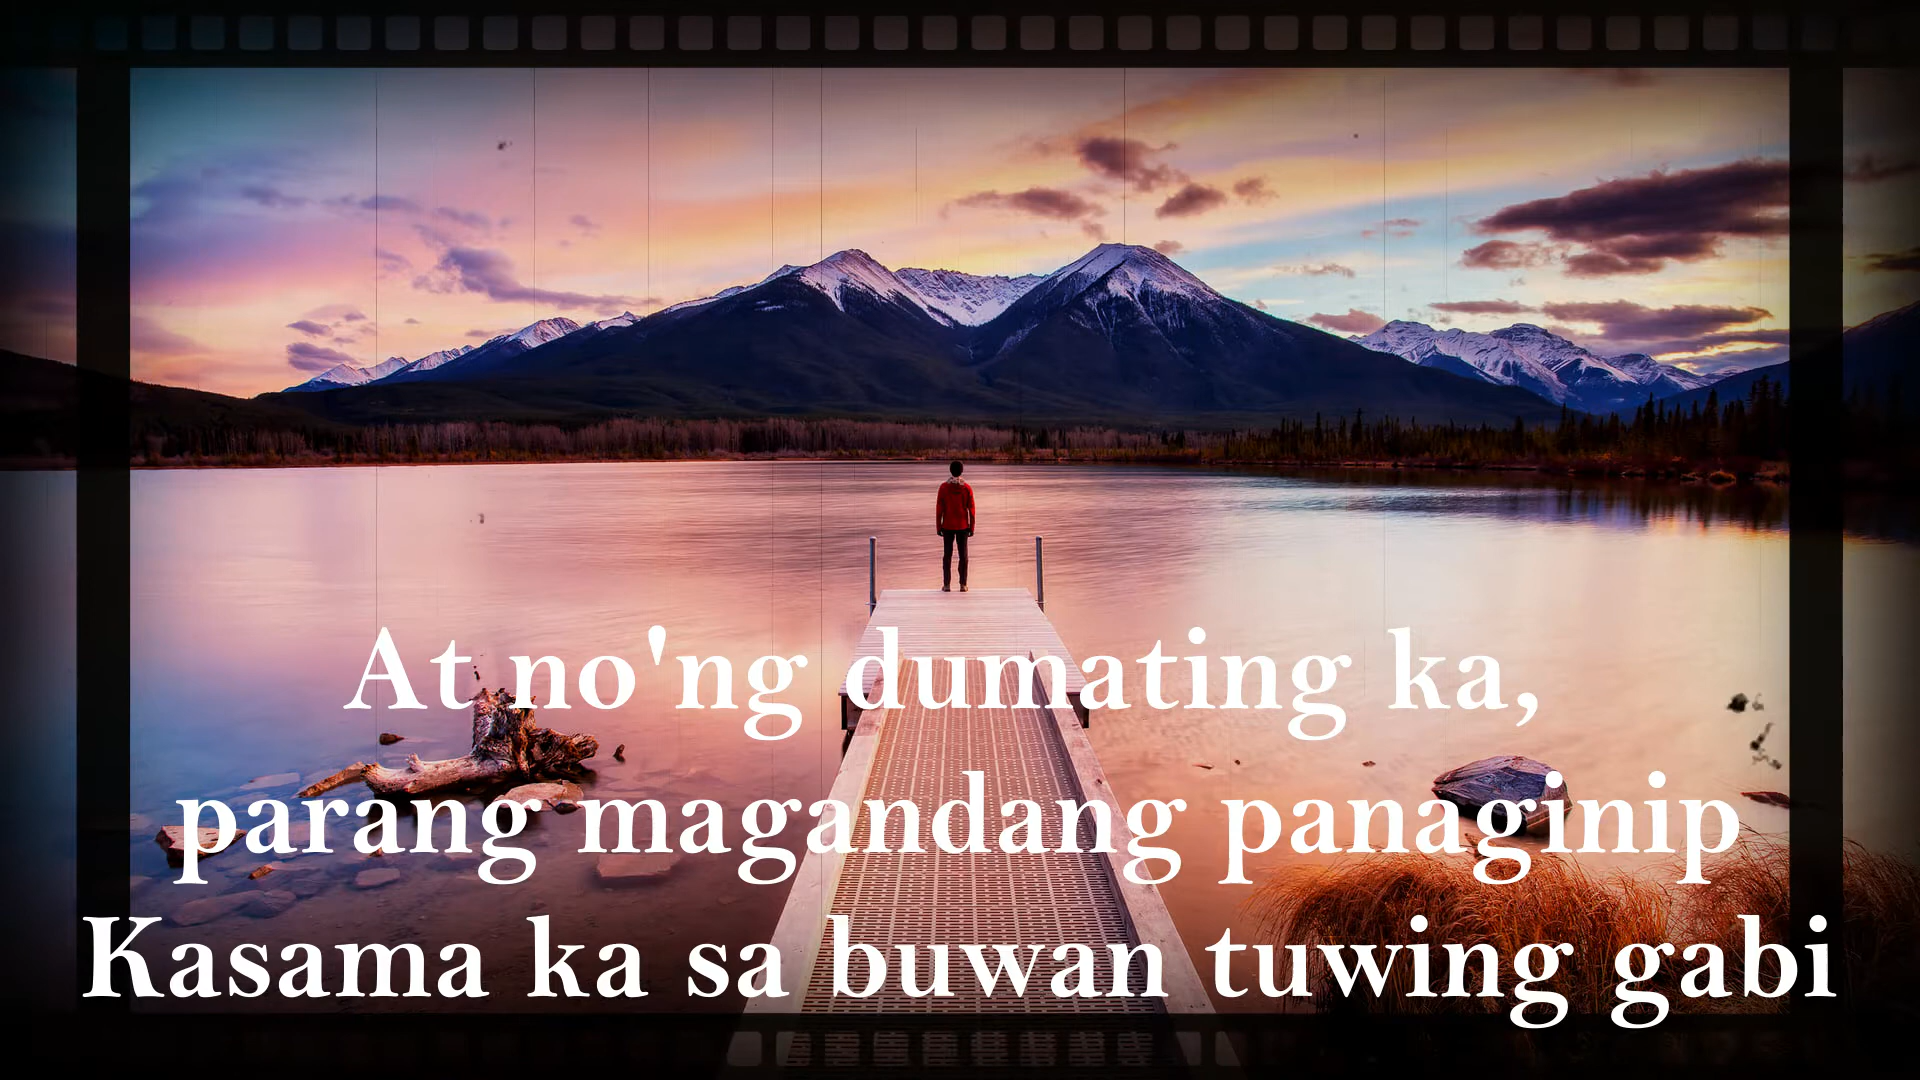 At no'ng dumating ka,
parang magandang panaginip
Kasama ka sa buwan tuwing gabi